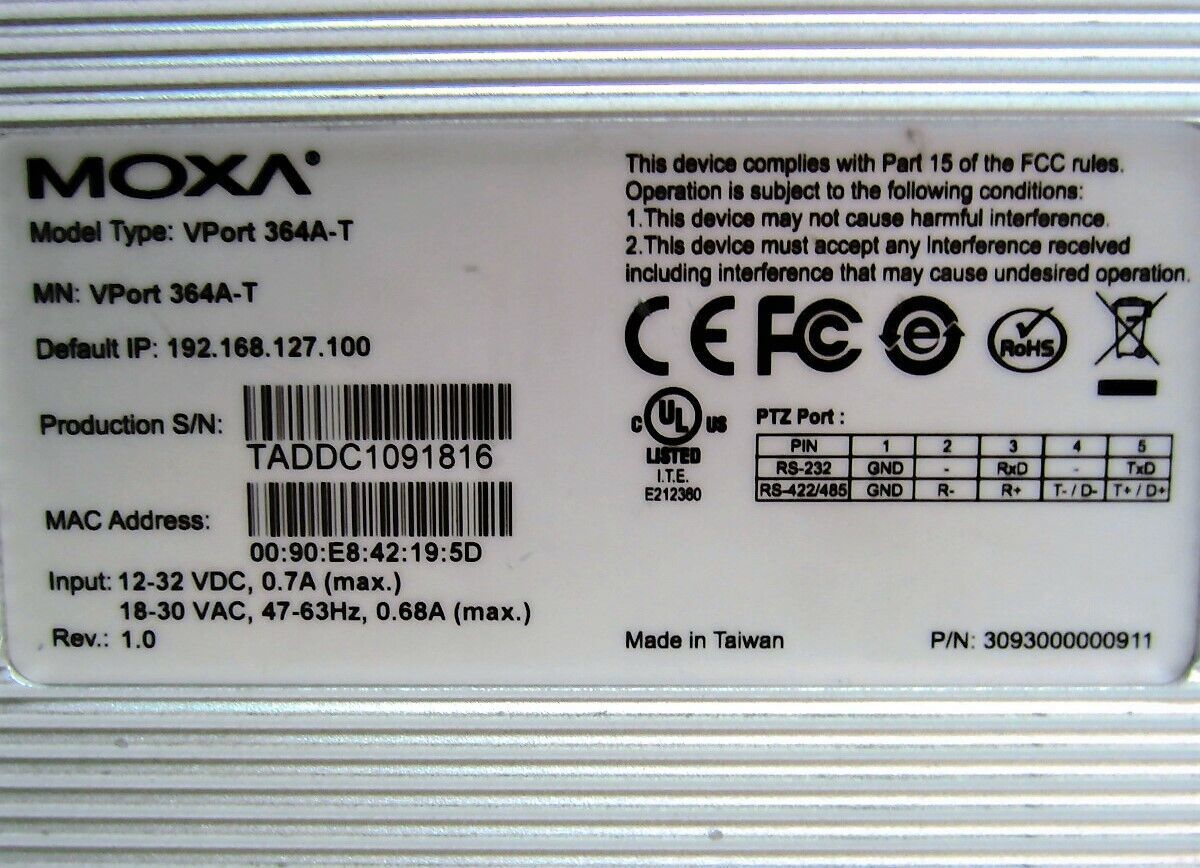 MOXA®
Model Type: VPort 364A-T
MN: VPort 364A-T
Default IP: 192.168.127.100
Production S/N:
TADDC1091816
MAC Address:
00:90:E8:42:19:5D
Input: 12-32 VDC, 0.7A (max.)
18-30 VAC, 47-63Hz, 0.68A (max.)
Rev.: 1.0
This device complies with Part 15 of the FCC rules.
Operation is subject to the following conditions:
1.This device may not cause harmful interference.
2.This device must accept any Interference received
including interference that may cause undesired operation.
CE FC e RoHS
C UL US
LISTED
I.T.E.
E212360
PTZ Port :
PIN 1 2 3 4 5
RS-232 GND - RxD - TxD
RS-422/485 GND R- R+ T- / D- T+ / D+
Made in Taiwan
P/N: 3093000000911